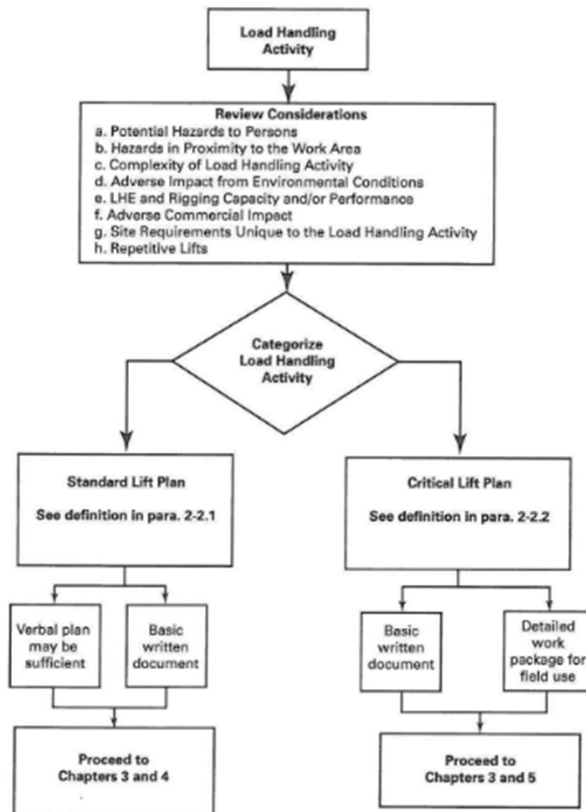 Load Handling
Activity
Review Considerations
a. Potential Hazards to Persons
b. Hazards in Proximity to the Work Area
c. Complexity of Load Handling Activity
d. Adverse Impact from Environmental Conditions
e. LHE and Rigging Capacity and/or Performance
f. Adverse Commercial Impact
g. Site Requirements Unique to the Load Handling Activity
h. Repetitive Lifts
Categorize
Load Handling
Activity
Standard Lift Plan
See definition in para. 2-2.1
Critical Lift Plan
See definition in para. 2-2.2
Verbal plan
may be
sufficient
Basic
written
document
Basic
written
document
Detailed
work
package for
field use
Proceed to
Chapters 3 and 4
Proceed to
Chapters 3 and 5